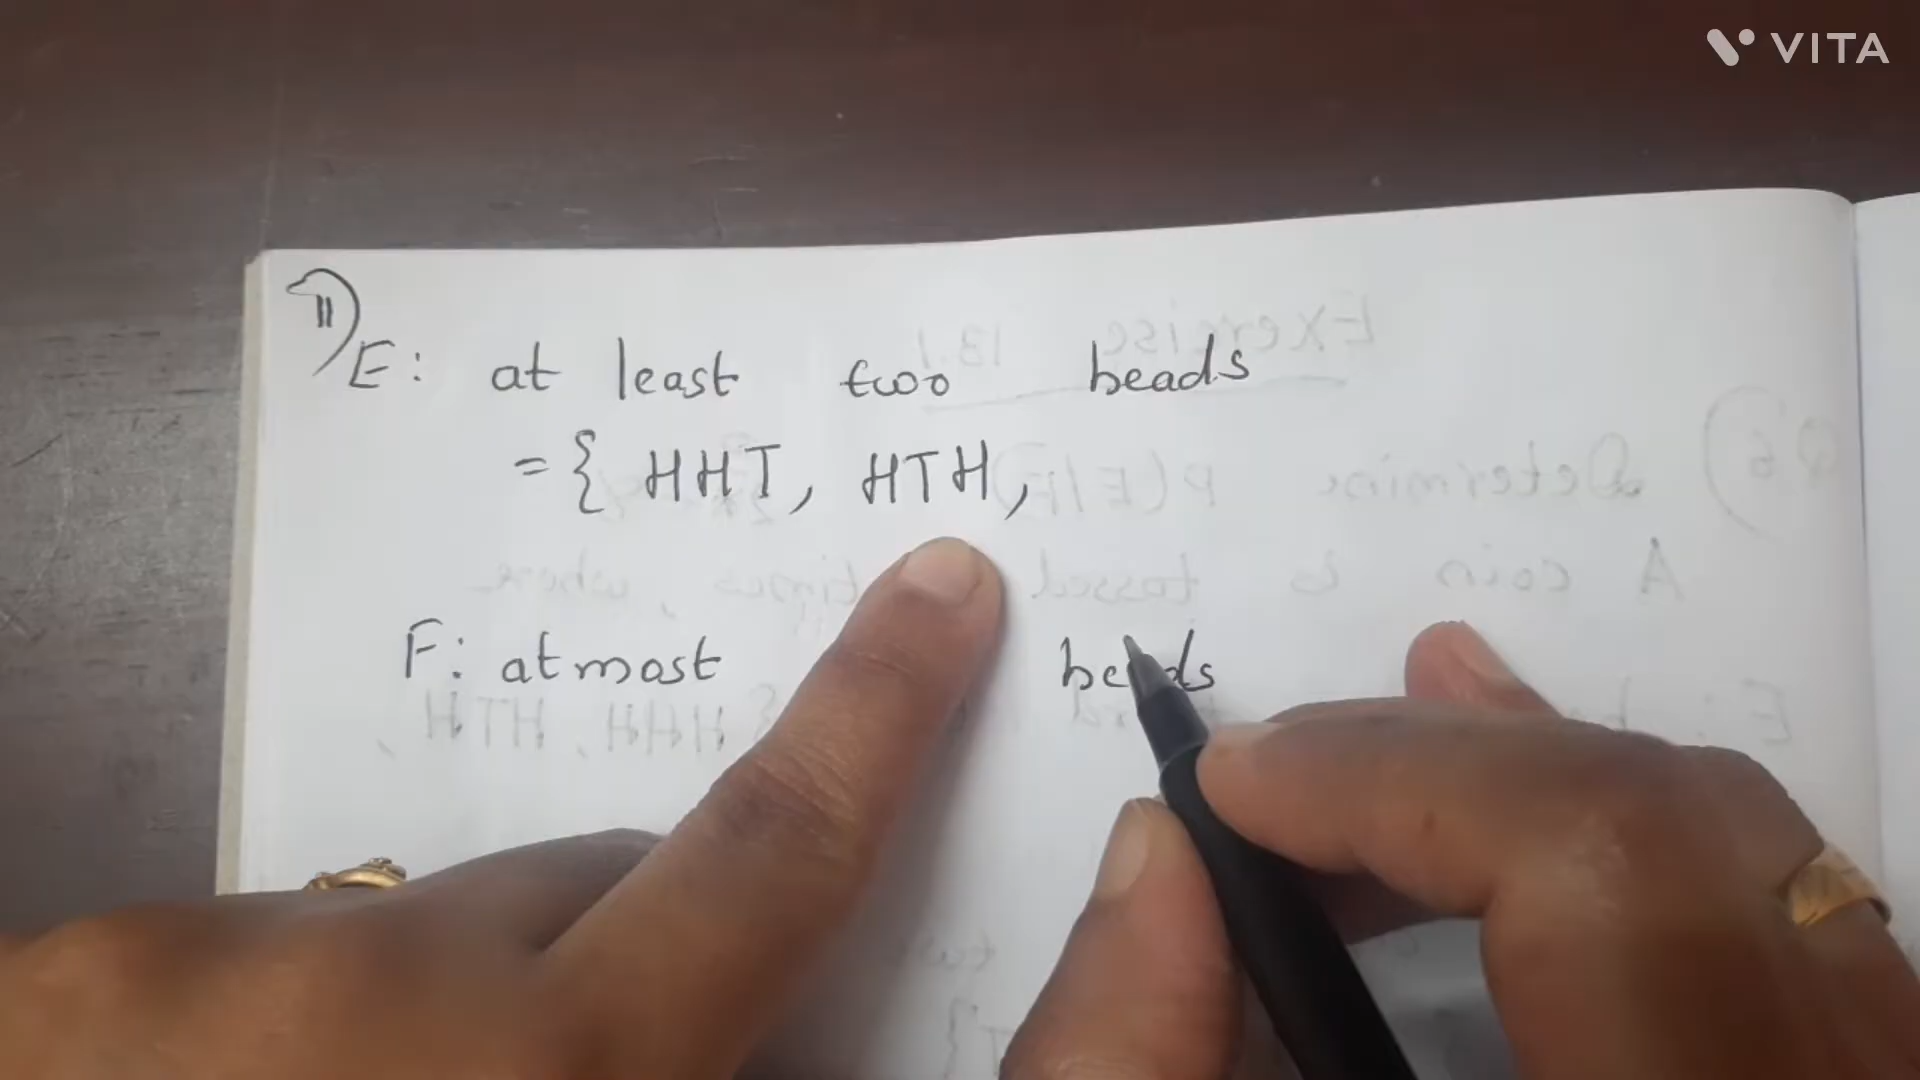 VITA
II)
E: at least two heads
= { HHT, HTH,
F: atmost heads